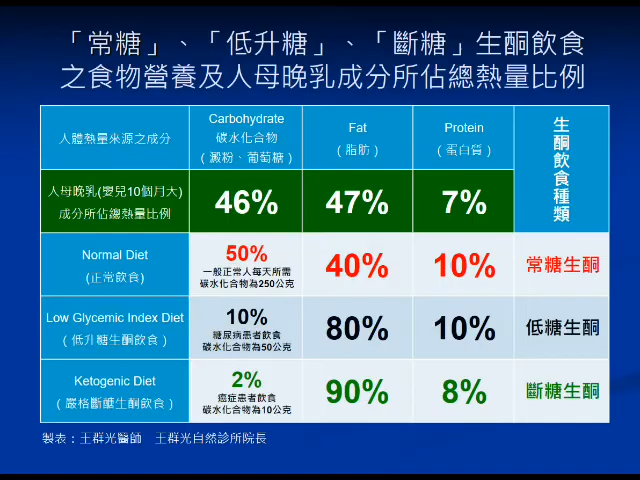 「常糖」、「低升糖」、「斷糖」生酮飲食
之食物營養及人母晚乳成分所佔總熱量比例
人體熱量來源之成分
Carbohydrate
碳水化合物
（澱粉、葡萄糖）
Fat
（脂肪）
Protein
（蛋白質）
生酮飲食種類
人母晚乳(嬰兒10個月大)
成分所佔總熱量比例
46%
47%
7%
Normal Diet
(正常飲食)
50%
一般正常人每天所需
碳水化合物為250公克
40%
10%
常糖生酮
Low Glycemic Index Diet
（低升糖生酮飲食）
10%
糖尿病患者飲食
碳水化合物為50公克
80%
10%
低糖生酮
Ketogenic Diet
（嚴格斷醣生酮飲食）
2%
癌症患者飲食
碳水化合物為10公克
90%
8%
斷糖生酮
製表：王群光醫師　王群光自然診所院長